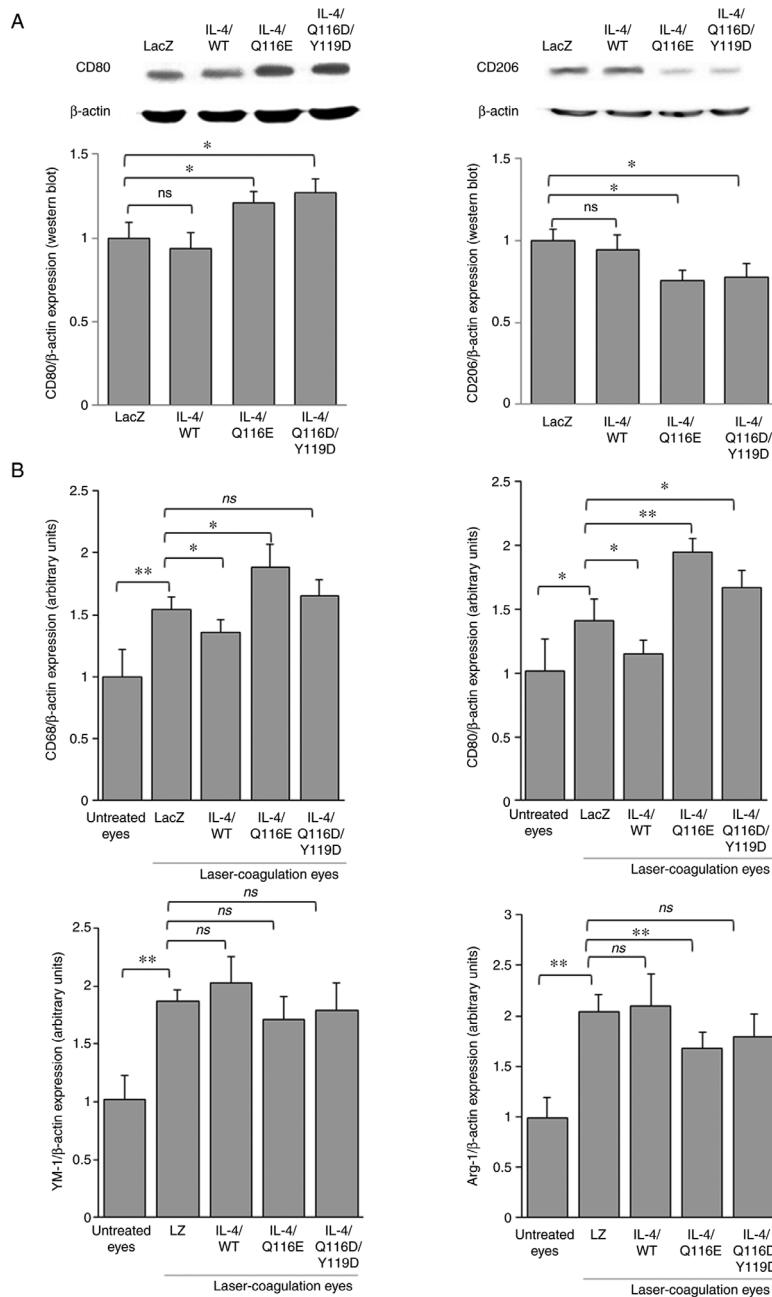 A
LacZ
IL-4/
WT
IL-4/
Q116E
IL-4/
Q116D/
Y119D
CD80
β-actin
CD80/β-actin expression (western blot)
1.5
1
0.5
0
ns
*
*
LacZ
IL-4/
WT
IL-4/
Q116E
IL-4/
Q116D/
Y119D
LacZ
IL-4/
WT
IL-4/
Q116E
IL-4/
Q116D/
Y119D
CD206
β-actin
CD206/β-actin expression (western blot)
1.5
1
0.5
0
ns
*
*
LacZ
IL-4/
WT
IL-4/
Q116E
IL-4/
Q116D/
Y119D
B
CD68/β-actin expression (arbitrary units)
2.5
2
1.5
1
0.5
0
**
*
*
ns
Untreated
eyes
LacZ
IL-4/
WT
IL-4/
Q116E
IL-4/
Q116D/
Y119D
Laser-coagulation eyes
CD80/β-actin expression (arbitrary units)
2.5
2
1.5
1
0.5
0
*
*
**
*
Untreated
eyes
LacZ
IL-4/
WT
IL-4/
Q116E
IL-4/
Q116D/
Y119D
Laser-coagulation eyes
YM-1/β-actin expression (arbitrary units)
2.5
2
1.5
1
0.5
0
**
ns
ns
ns
Untreated
eyes
LZ
IL-4/
WT
IL-4/
Q116E
IL-4/
Q116D/
Y119D
Laser-coagulation eyes
Arg-1/β-actin expression (arbitrary units)
3
2.5
2
1.5
1
0.5
0
**
ns
**
ns
Untreated
eyes
LZ
IL-4/
WT
IL-4/
Q116E
IL-4/
Q116D
Y119D
Laser-coagulation eyes